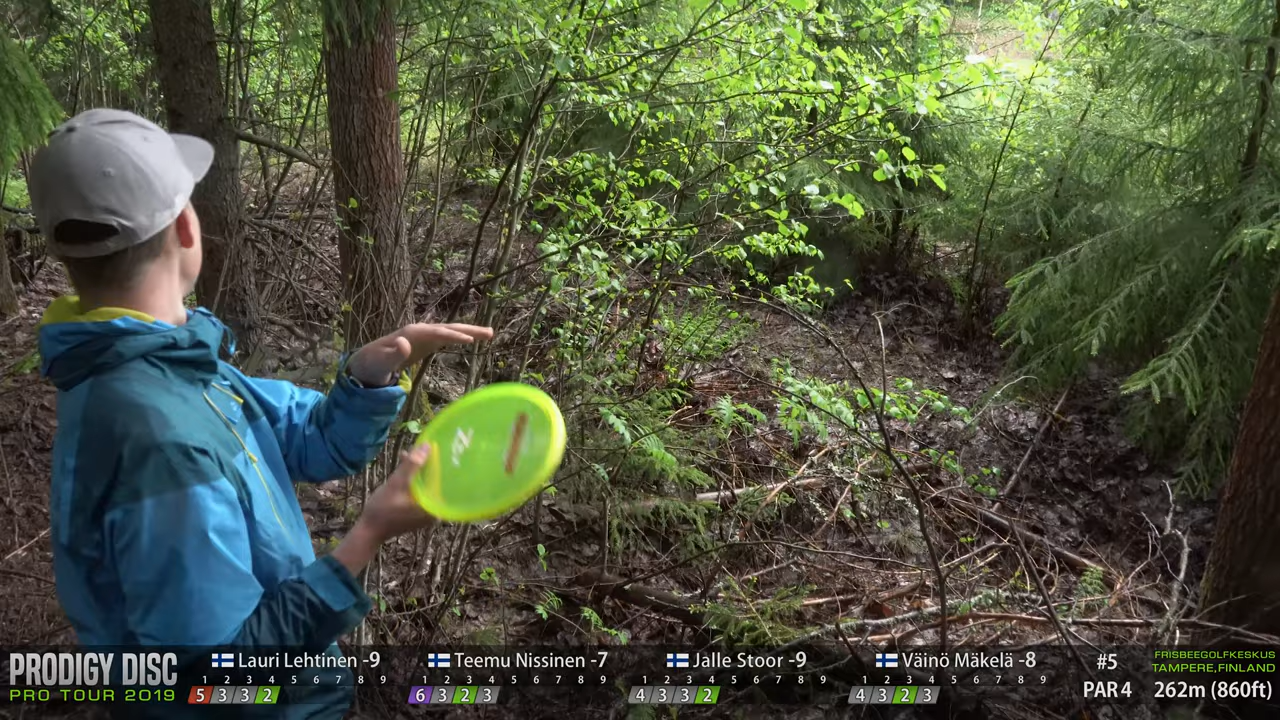 Zei
PRODIGY DISC
PRO TOUR 2019
Lauri Lehtinen -9
1 2 3 4 5 6 7 8 9
5 3 3 2
Teemu Nissinen -7
1 2 3 4 5 6 7 8 9
6 3 2 3
Jalle Stoor -9
1 2 3 4 5 6 7 8 9
4 3 3 2
Väinö Mäkelä -8
1 2 3 4 5 6 7 8 9
4 3 2 3
#5
PAR 4
FRISBEEGOLFKESKUS
TAMPERE, FINLAND
262m (860ft)